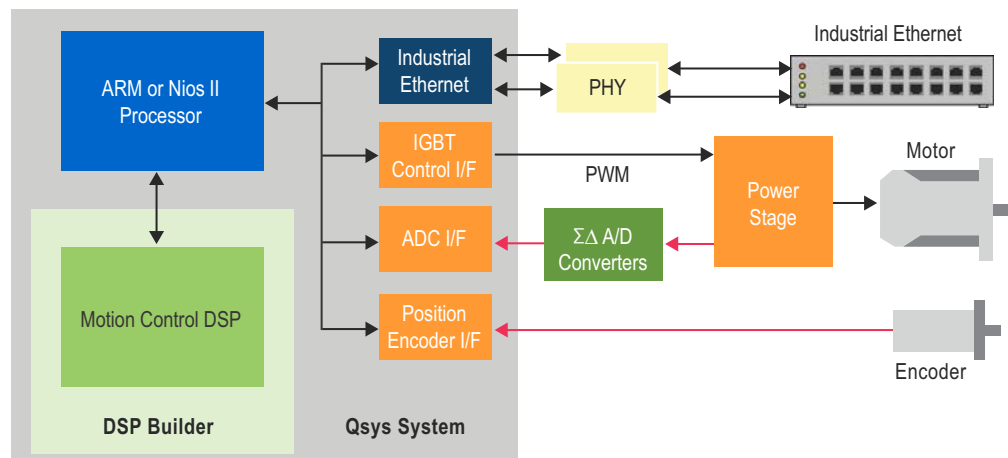 Industrial Ethernet
ARM or Nios II
Processor
Industrial
Ethernet
PHY
IGBT
Control I/F
PWM
Power
Stage
Motor
ADC I/F
ΣΔ A/D
Converters
Motion Control DSP
Position
Encoder I/F
Encoder
DSP Builder
Qsys System